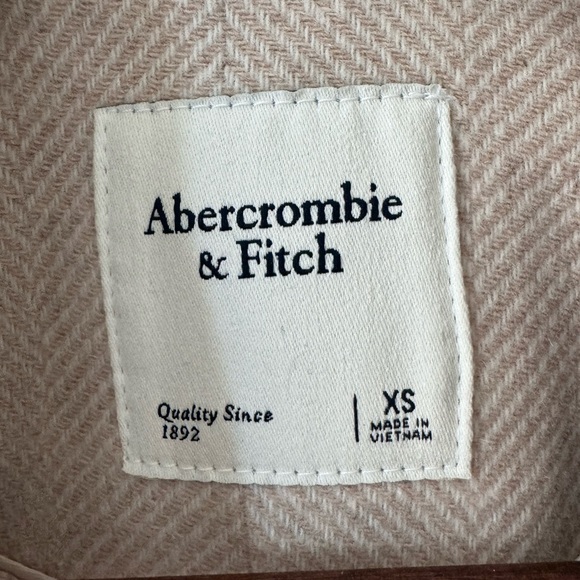 Abercrombie
& Fitch
Quality Since
1892
XS
MADE IN
VIETNAM